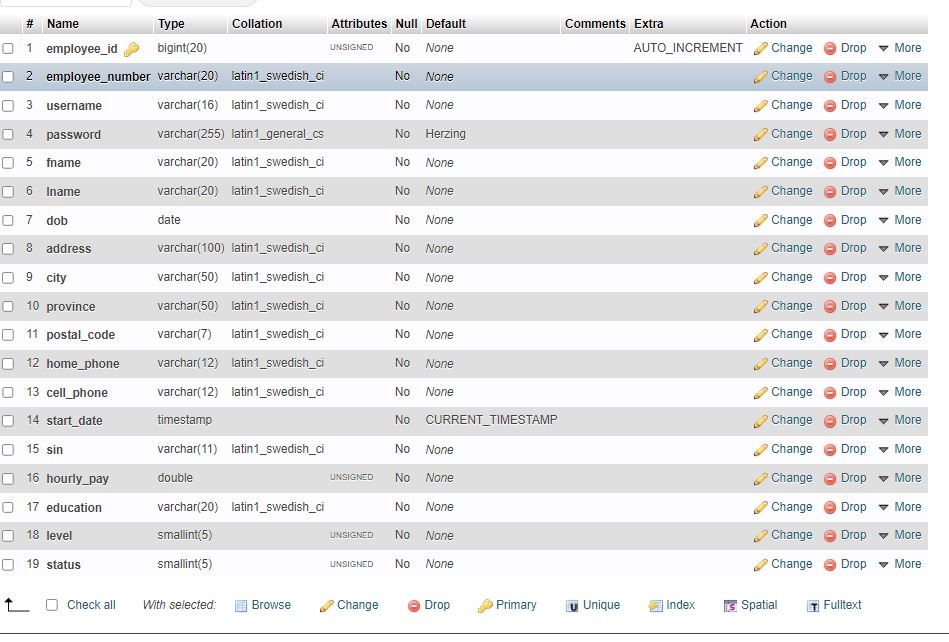 # Name Type Collation Attributes Null Default Comments Extra Action
1 employee_id bigint(20) UNSIGNED No None AUTO_INCREMENT Change Drop More
2 employee_number varchar(20) latin1_swedish_ci No None Change Drop More
3 username varchar(16) latin1_swedish_ci No None Change Drop More
4 password varchar(255) latin1_general_cs No Herzing Change Drop More
5 fname varchar(20) latin1_swedish_ci No None Change Drop More
6 lname varchar(20) latin1_swedish_ci No None Change Drop More
7 dob date No None Change Drop More
8 address varchar(100) latin1_swedish_ci No None Change Drop More
9 city varchar(50) latin1_swedish_ci No None Change Drop More
10 province varchar(50) latin1_swedish_ci No None Change Drop More
11 postal_code varchar(7) latin1_swedish_ci No None Change Drop More
12 home_phone varchar(12) latin1_swedish_ci No None Change Drop More
13 cell_phone varchar(12) latin1_swedish_ci No None Change Drop More
14 start_date timestamp No CURRENT_TIMESTAMP Change Drop More
15 sin varchar(11) latin1_swedish_ci No None Change Drop More
16 hourly_pay double UNSIGNED No None Change Drop More
17 education varchar(20) latin1_swedish_ci No None Change Drop More
18 level smallint(5) UNSIGNED No None Change Drop More
19 status smallint(5) UNSIGNED No None Change Drop More
Check all With selected: Browse Change Drop Primary Unique Index Spatial Fulltext